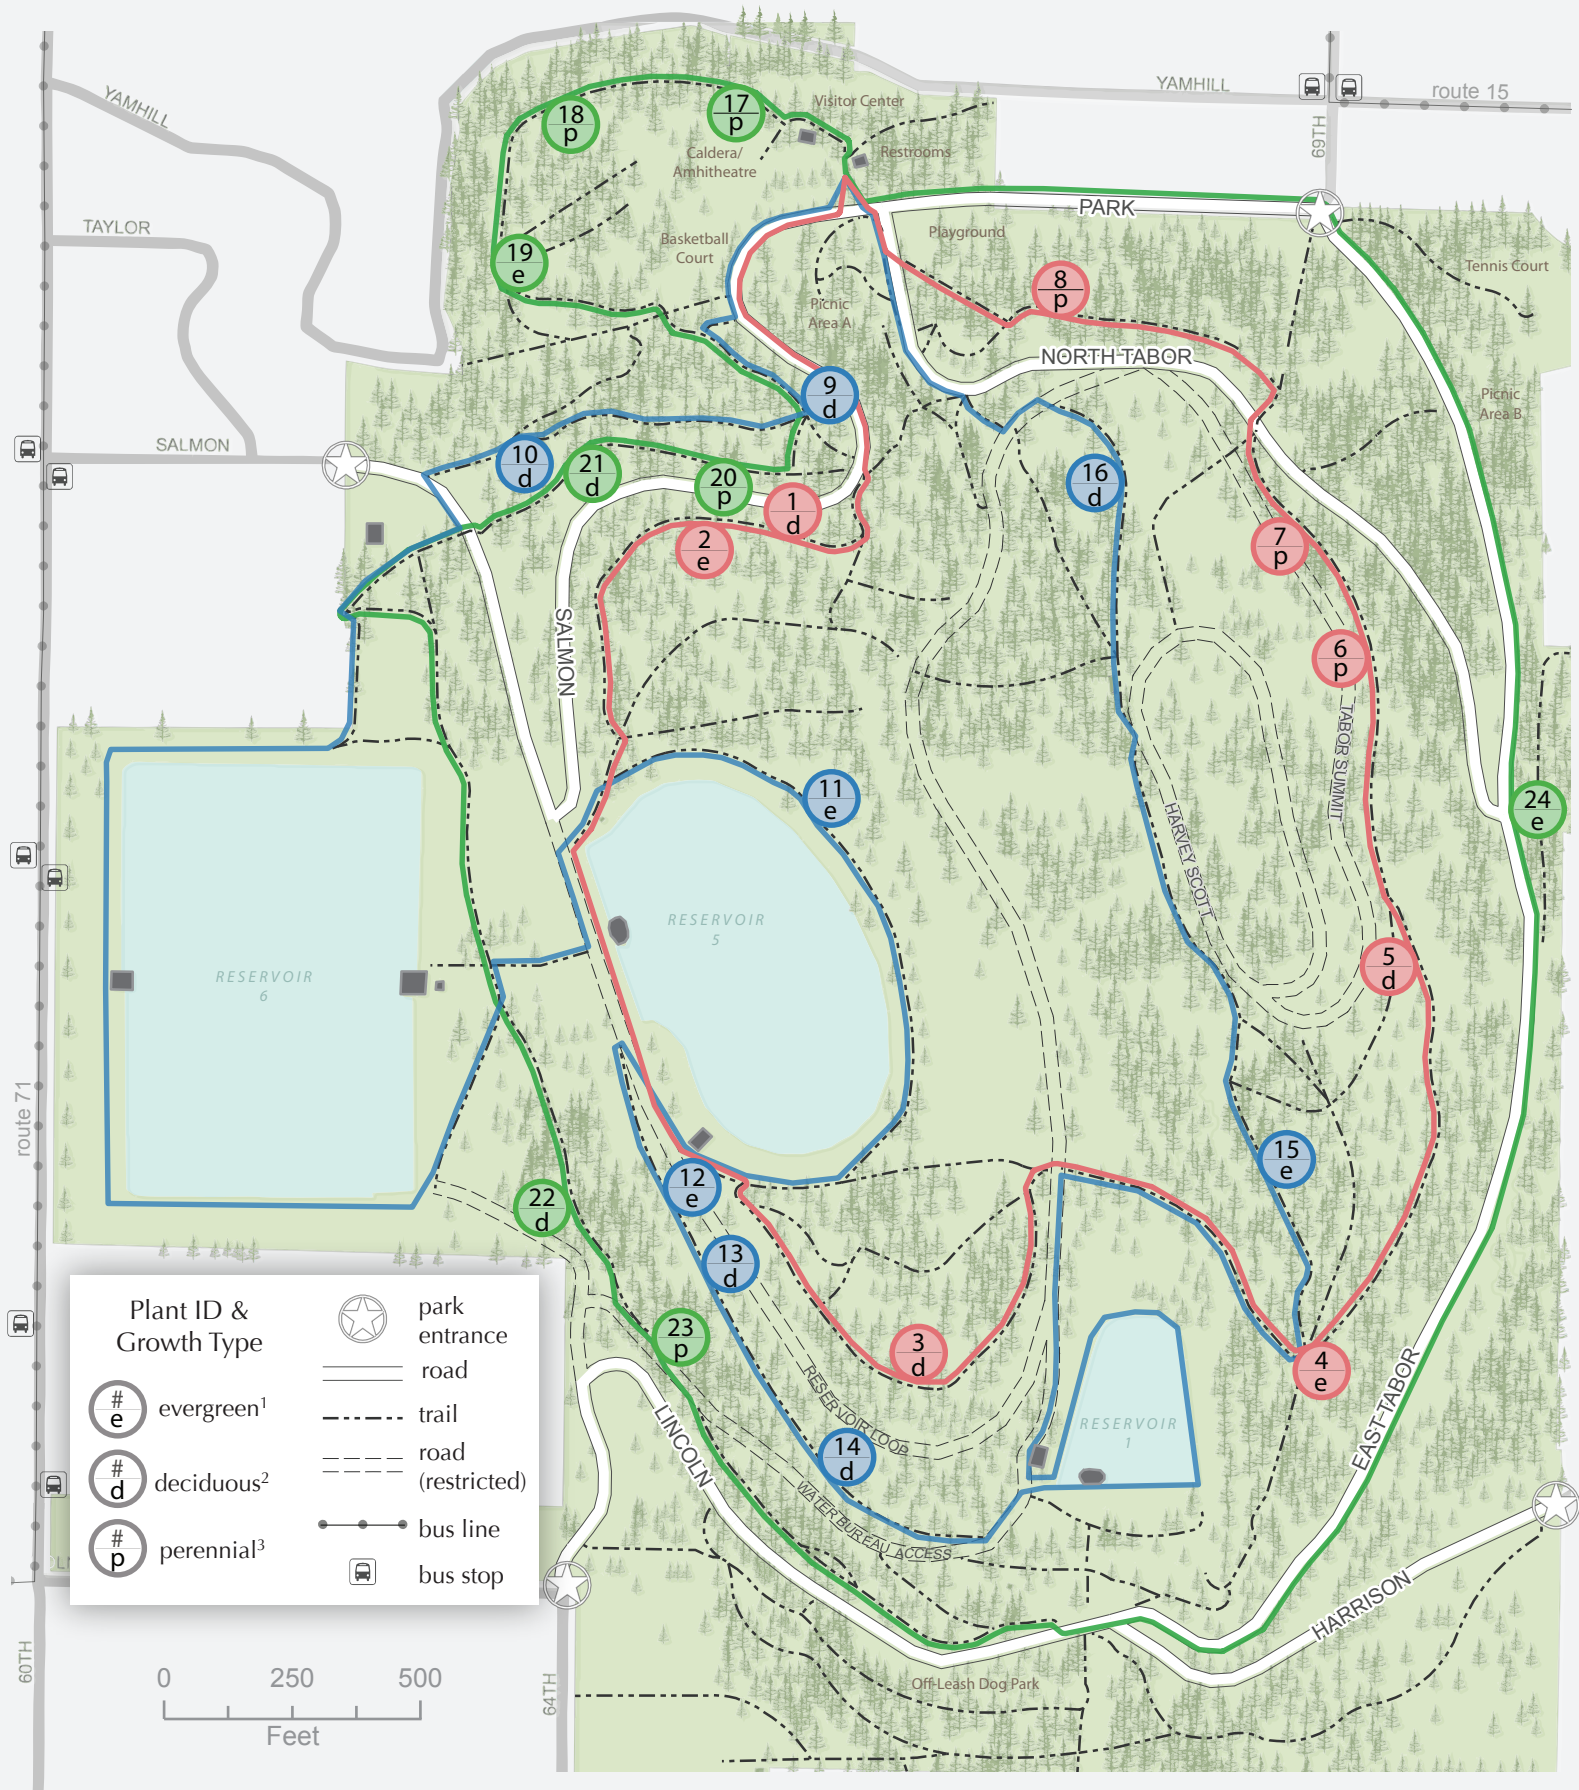 YAMHILL
YAMHILL
route 15
69TH
18
p
17
p
Visitor Center
Caldera/
Amhitheatre
Restrooms
PARK
TAYLOR
19
e
Basketball
Court
Playground
Tennis Court
8
p
Picnic
Area A
NORTH TABOR
9
d
Picnic
Area B
SALMON
10
d
21
d
20
p
1
d
16
d
2
e
7
p
SALMON
6
p
TABOR SUMMIT
11
e
24
e
HARVEY SCOTT
RESERVOIR
5
RESERVOIR
6
5
d
route 71
12
e
15
e
22
d
13
d
23
p
3
d
4
e
RESERVOIR LOOP
RESERVOIR
1
EAST TABOR
LINCOLN
14
d
WATER BUREAU ACCESS
HARRISON
Plant ID &
Growth Type
#
e
evergreen¹
#
d
deciduous²
#
p
perennial³
park
entrance
road
trail
road
(restricted)
bus line
bus stop
60TH
64TH
Off-Leash Dog Park
0 250 500
Feet